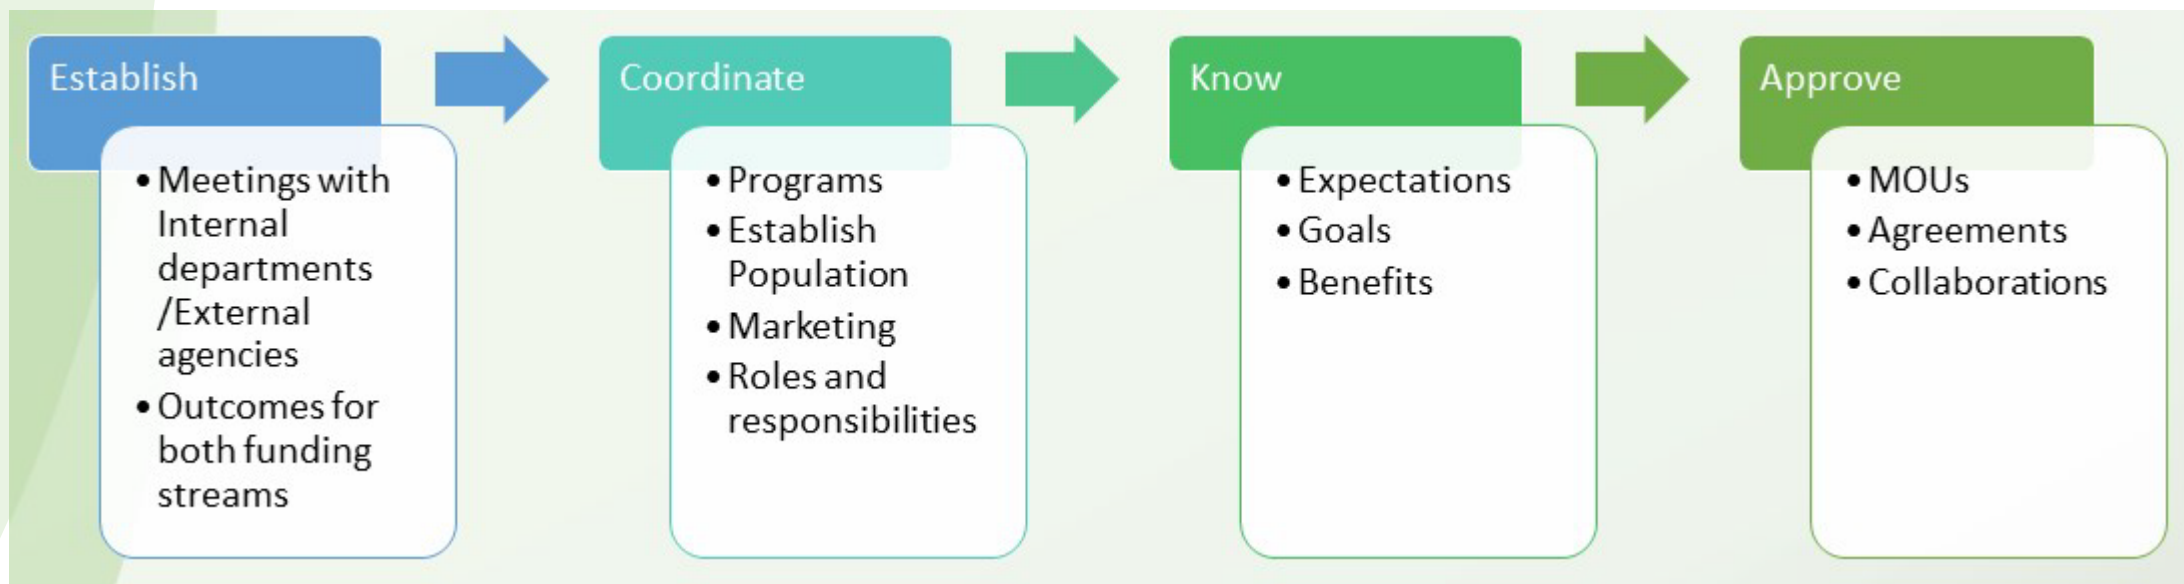 Establish
• Meetings with
Internal
departments
/External
agencies
• Outcomes for
both funding
streams
Coordinate
• Programs
• Establish
Population
• Marketing
• Roles and
responsibilities
Know
• Expectations
• Goals
• Benefits
Approve
• MOUs
• Agreements
• Collaborations